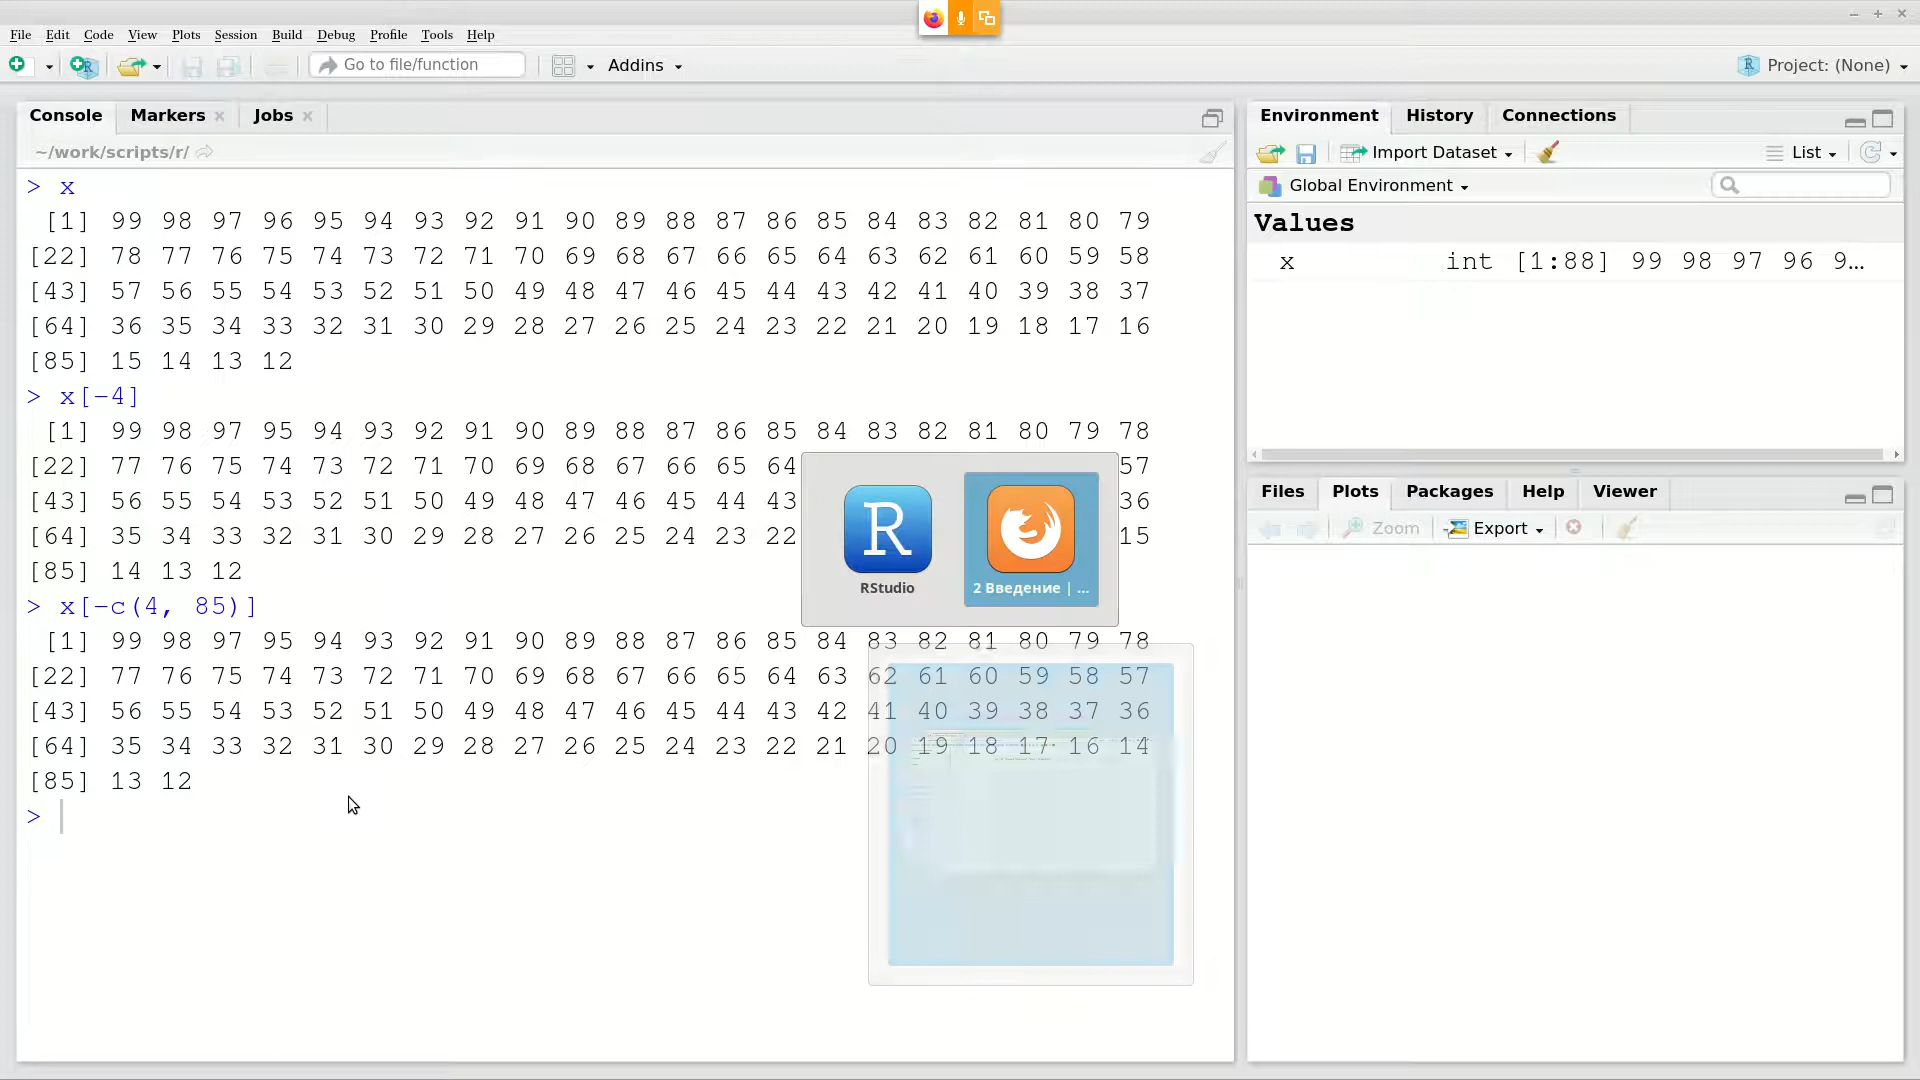 File Edit Code View Plots Session Build Debug Profile Tools Help
Go to file/function Addins Project: (None)
Console Markers Jobs
~/work/scripts/r/
> x
[1] 99 98 97 96 95 94 93 92 91 90 89 88 87 86 85 84 83 82 81 80 79
[22] 78 77 76 75 74 73 72 71 70 69 68 67 66 65 64 63 62 61 60 59 58
[43] 57 56 55 54 53 52 51 50 49 48 47 46 45 44 43 42 41 40 39 38 37
[64] 36 35 34 33 32 31 30 29 28 27 26 25 24 23 22 21 20 19 18 17 16
[85] 15 14 13 12
> x[-4]
[1] 99 98 97 95 94 93 92 91 90 89 88 87 86 85 84 83 82 81 80 79 78
[22] 77 76 75 74 73 72 71 70 69 68 67 66 65 64 57
[43] 56 55 54 53 52 51 50 49 48 47 46 45 44 43 36
[64] 35 34 33 32 31 30 29 28 27 26 25 24 23 22 15
[85] 14 13 12
> x[-c(4, 85)]
[1] 99 98 97 95 94 93 92 91 90 89 88 87 86 85 84 83 82 81 80 79 78
[22] 77 76 75 74 73 72 71 70 69 68 67 66 65 64 63 62 61 60 59 58 57
[43] 56 55 54 53 52 51 50 49 48 47 46 45 44 43 42 41 40 39 38 37 36
[64] 35 34 33 32 31 30 29 28 27 26 25 24 23 22 21 20 19 18 17 16 14
[85] 13 12
>
R
RStudio 2 Введение | ...
Environment History Connections
Import Dataset List
Global Environment
Values
x int [1:88] 99 98 97 96 9…
Files Plots Packages Help Viewer
Zoom Export